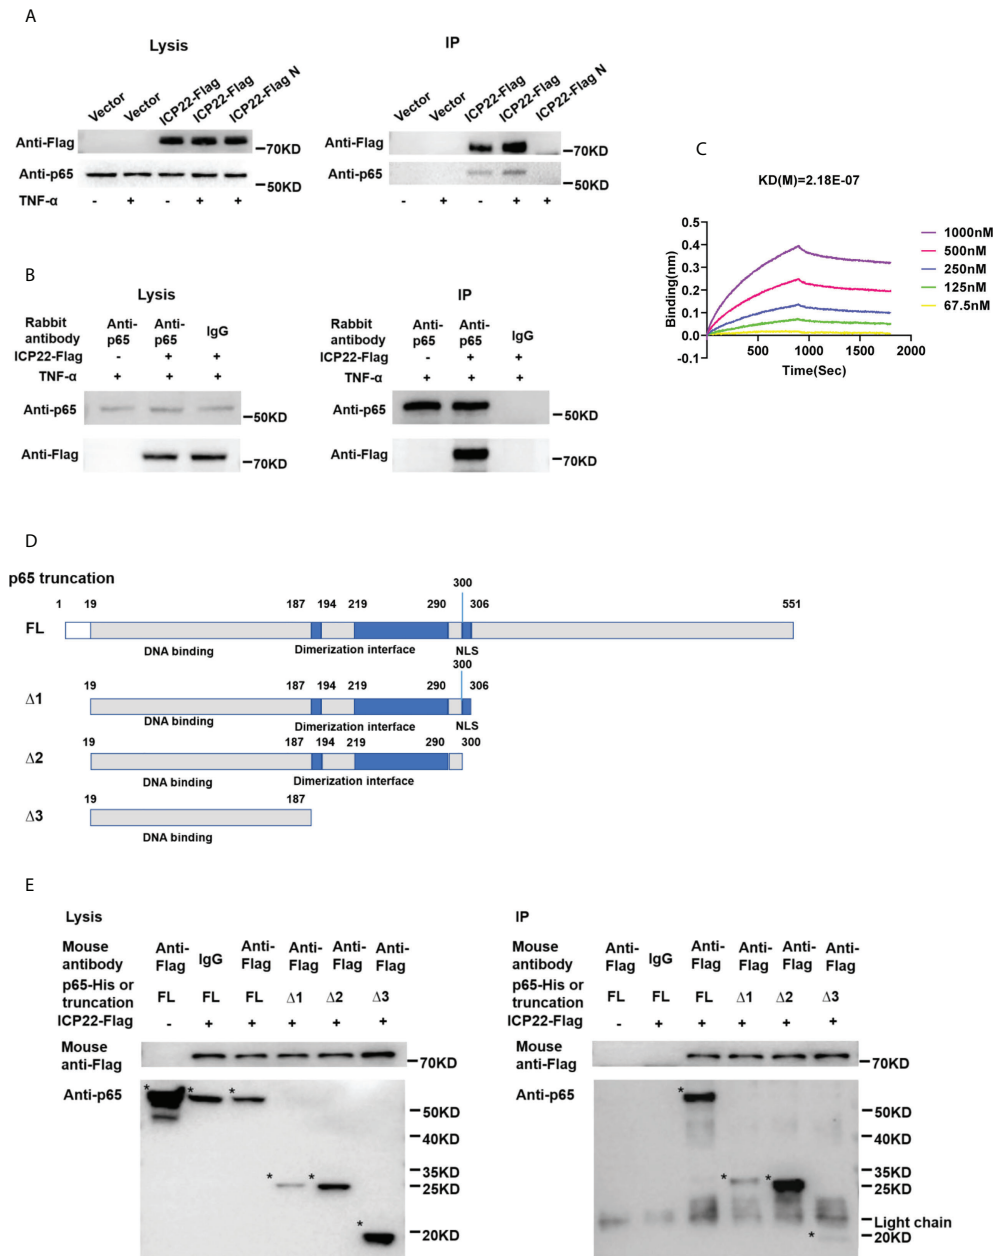 A
Lysis
Vector Vector ICP22-Flag ICP22-Flag ICP22-Flag N
Anti-Flag
70KD
Anti-p65
50KD
TNF-α - + - + +
IP
Vector Vector ICP22-Flag ICP22-Flag ICP22-Flag N
Anti-Flag
70KD
Anti-p65
50KD
- + - + +
C
KD(M)=2.18E-07
Binding(nm)
0.5
0.4
0.3
0.2
0.1
0.0
-0.1
500 1000 1500 2000
Time(Sec)
1000nM
500nM
250nM
125nM
67.5nM
B
Lysis
Rabbit antibody Anti-p65 Anti-p65 IgG
ICP22-Flag - + +
TNF-α + + +
Anti-p65
50KD
Anti-Flag
70KD
IP
Rabbit antibody Anti-p65 Anti-p65 IgG
ICP22-Flag - + +
TNF-α + + +
Anti-p65
50KD
Anti-Flag
70KD
D
p65 truncation
300
1 19 187 194 219 290 306 551
FL
DNA binding Dimerization interface NLS
300
19 187 194 219 290 306
Δ1
DNA binding Dimerization interface NLS
19 187 194 219 290 300
Δ2
DNA binding Dimerization interface
19 187
Δ3
DNA binding
E
Lysis
Mouse antibody Anti-Flag IgG Anti-Flag Anti-Flag Anti-Flag Anti-Flag
p65-His or truncation FL FL FL Δ1 Δ2 Δ3
ICP22-Flag - + + + + +
Mouse anti-Flag
70KD
Anti-p65
* * * * * *
50KD
40KD
35KD
25KD
20KD
IP
Mouse antibody Anti-Flag IgG Anti-Flag Anti-Flag Anti-Flag Anti-Flag
p65-His or truncation FL FL FL Δ1 Δ2 Δ3
ICP22-Flag - + + + + +
Mouse anti-Flag
70KD
Anti-p65
* * * *
50KD
40KD
35KD
25KD
Light chain
20KD